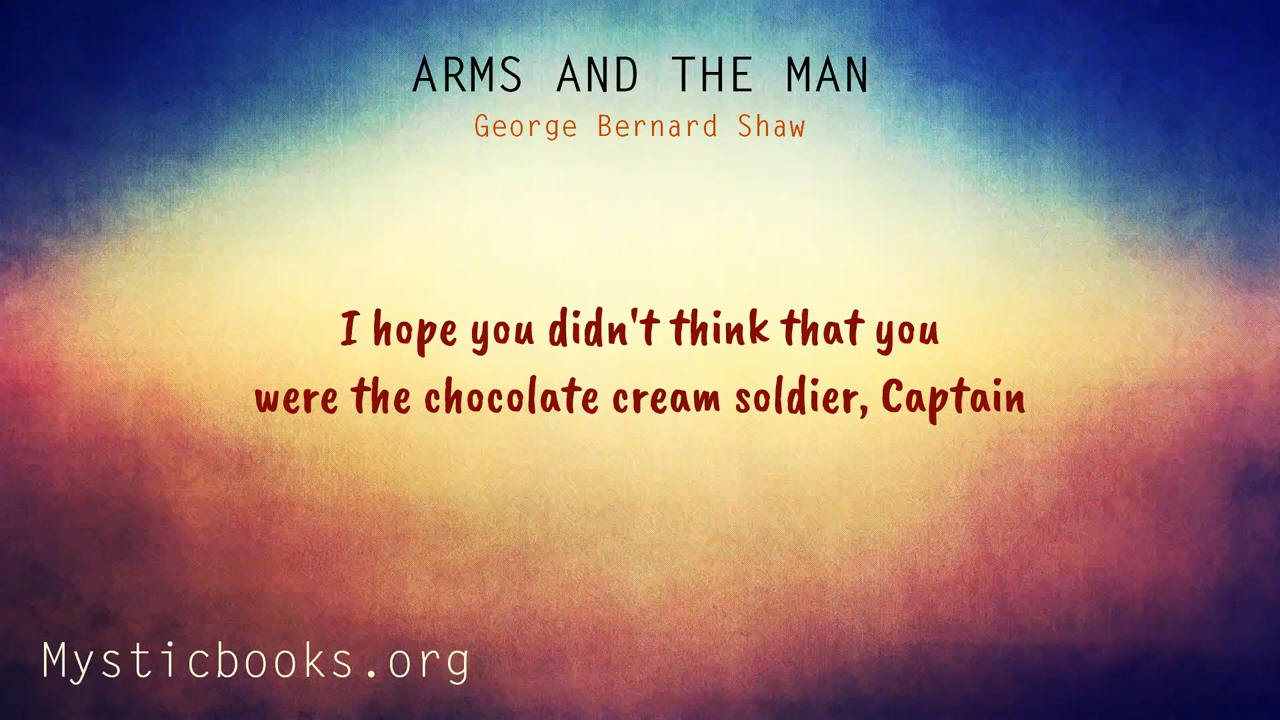 ARMS AND THE MAN
George Bernard Shaw
I hope you didn't think that you
were the chocolate cream soldier, Captain
Mysticbooks.org